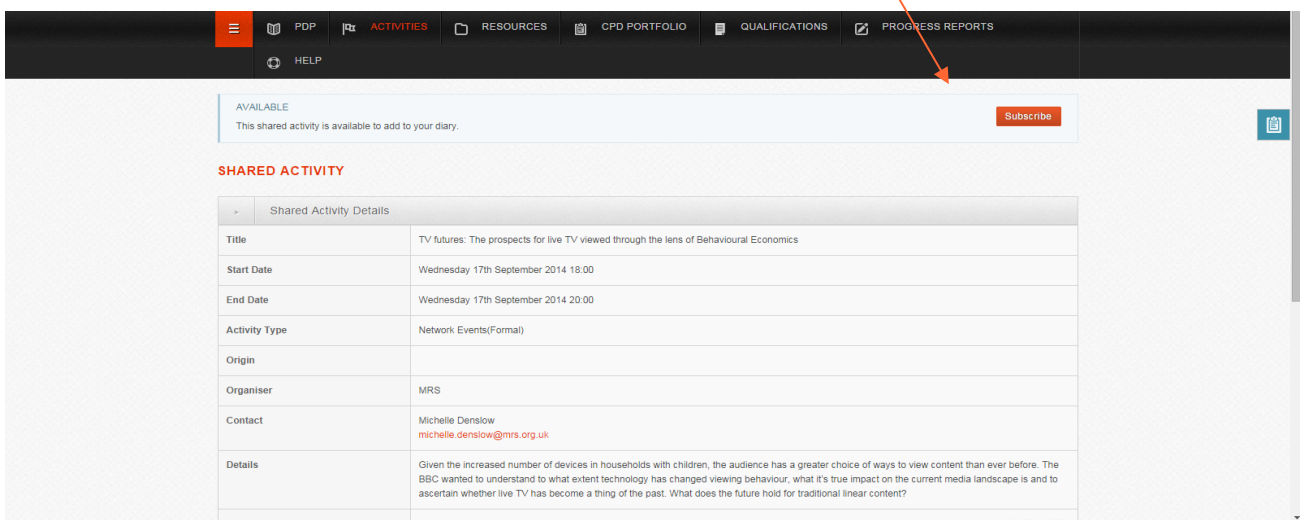 PDP ACTIVITIES RESOURCES CPD PORTFOLIO QUALIFICATIONS PROGRESS REPORTS
HELP
AVAILABLE
This shared activity is available to add to your diary.
Subscribe
SHARED ACTIVITY
Shared Activity Details
Title TV futures: The prospects for live TV viewed through the lens of Behavioural Economics
Start Date Wednesday 17th September 2014 18:00
End Date Wednesday 17th September 2014 20:00
Activity Type Network Events(Formal)
Origin
Organiser MRS
Contact Michelle Denslow
michelle.denslow@mrs.org.uk
Details Given the increased number of devices in households with children, the audience has a greater choice of ways to view content than ever before. The
BBC wanted to understand to what extent technology has changed viewing behaviour, what it's true impact on the current media landscape is and to
ascertain whether live TV has become a thing of the past. What does the future hold for traditional linear content?